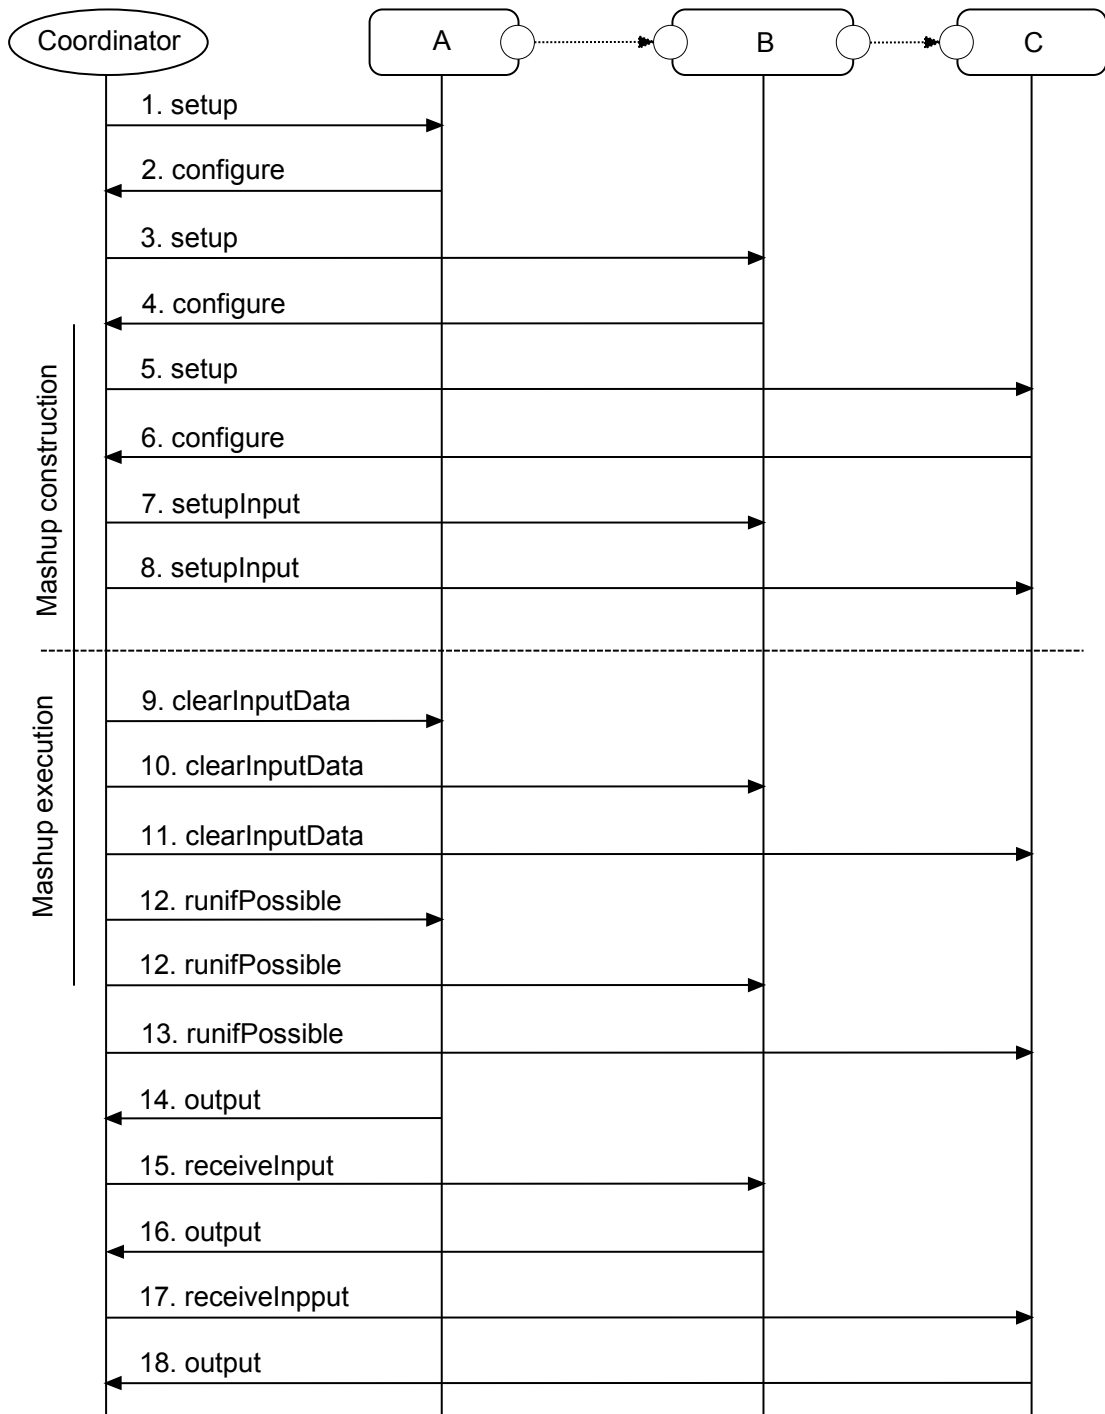 Coordinator
A
B
C
1. setup
2. configure
3. setup
4. configure
5. setup
6. configure
7. setupInput
8. setupInput
Mashup construction
9. clearInputData
10. clearInputData
11. clearInputData
12. runifPossible
12. runifPossible
Mashup execution
13. runifPossible
14. output
15. receiveInput
16. output
17. receiveInpput
18. output